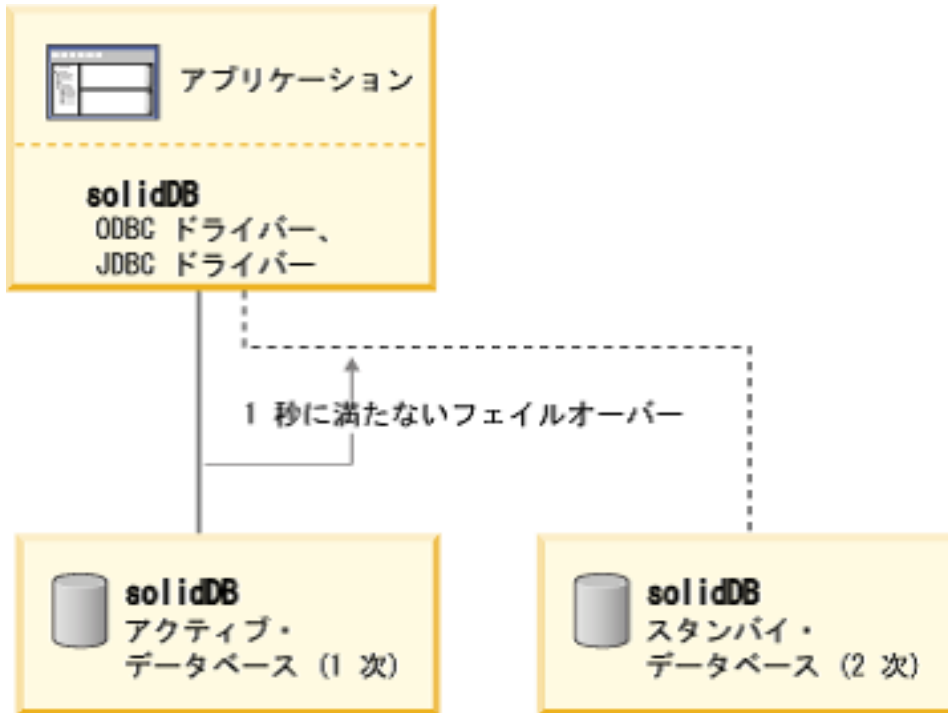 アプリケーション
solidDB
ODBC ドライバー、
JDBC ドライバー
1 秒に満たないフェイルオーバー
solidDB
アクティブ・
データベース (1 次)
solidDB
スタンバイ・
データベース (2 次)